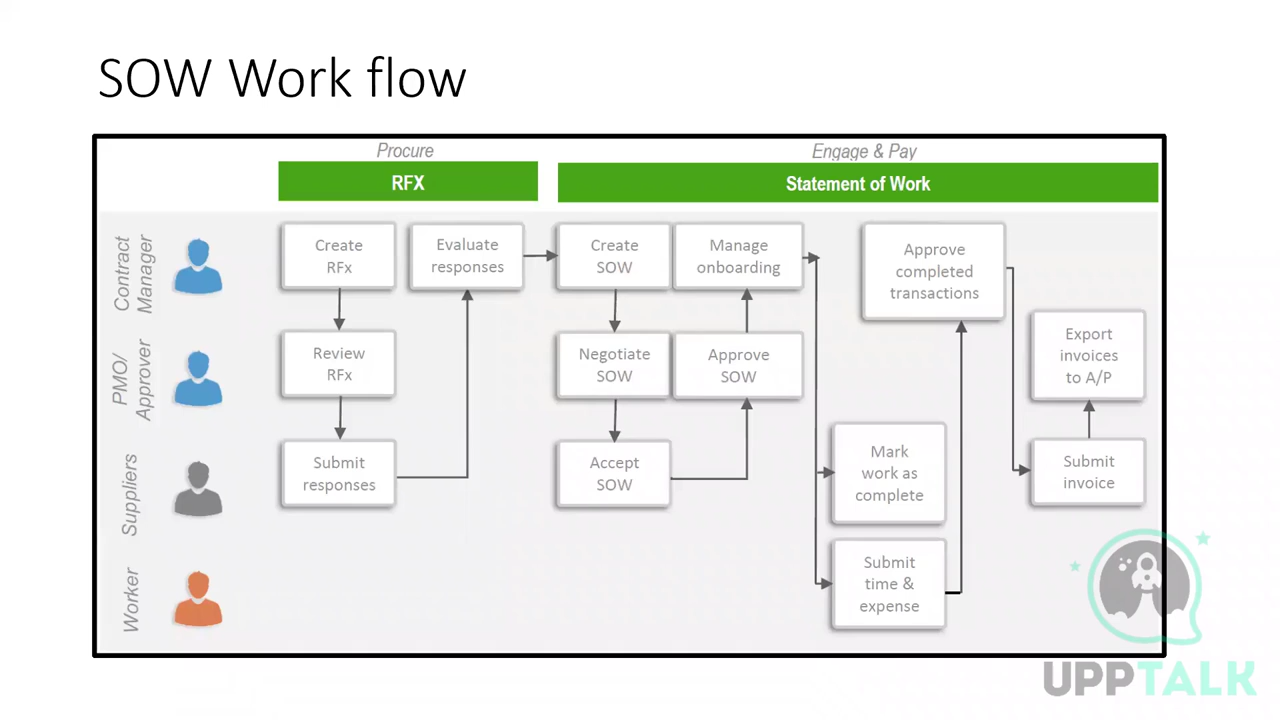 SOW Work flow
Procure
Engage & Pay
RFX
Statement of Work
Contract
Manager
Create
RFx
Evaluate
responses
Create
SOW
Manage
onboarding
Approve
completed
transactions
PMO/
Approver
Review
RFx
Negotiate
SOW
Approve
SOW
Export
invoices
to A/P
Suppliers
Submit
responses
Accept
SOW
Mark
work as
complete
Submit
invoice
Worker
Submit
time &
expense
UPPTALK